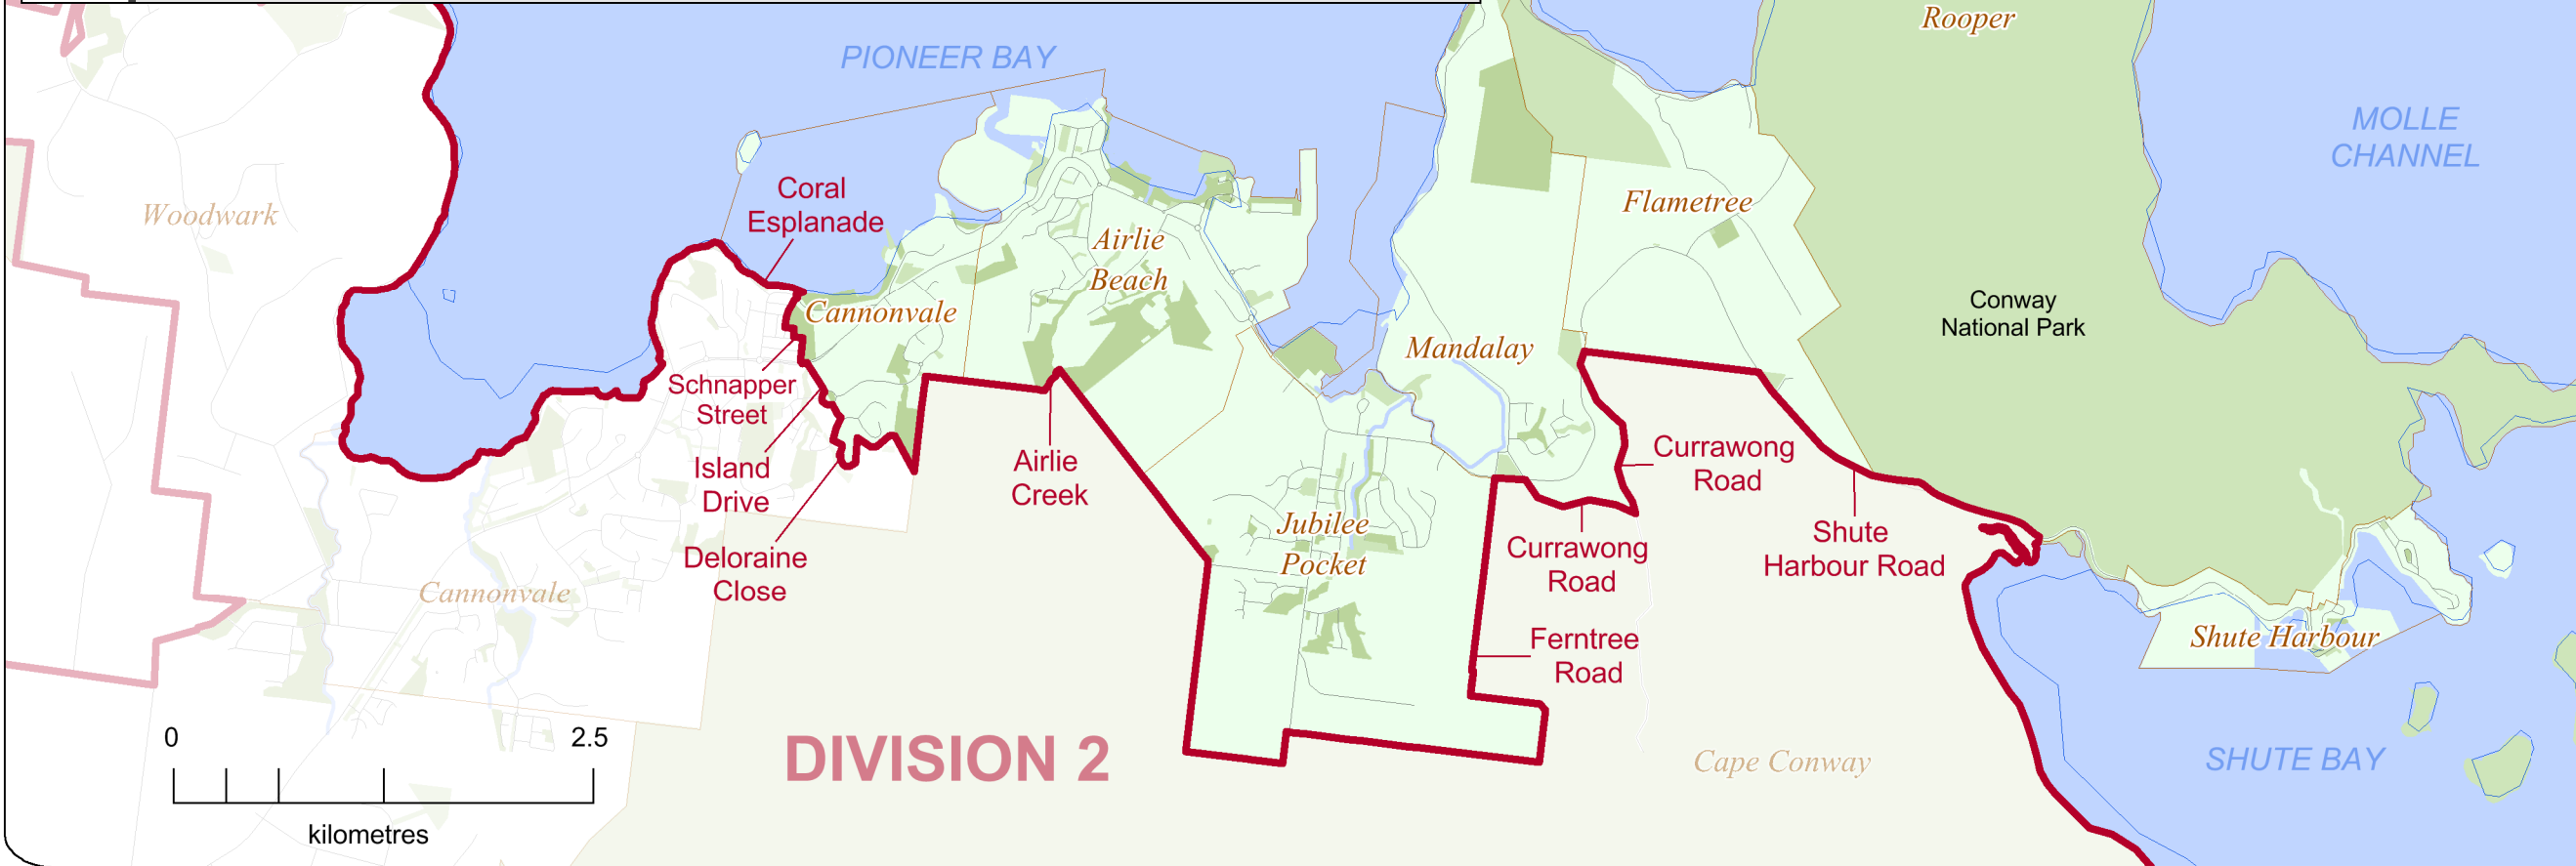 Rooper
PIONEER BAY
MOLLE
CHANNEL
Woodwark
Coral
Esplanade
Flametree
Airlie
Beach
Cannonvale
Conway
National Park
Mandalay
Schnapper
Street
Island
Drive
Airlie
Creek
Currawong
Road
Jubilee
Pocket
Deloraine
Close
Currawong
Road
Shute
Harbour Road
Cannonvale
Ferntree
Road
Shute Harbour
DIVISION 2
Cape Conway
SHUTE BAY
0
2.5
kilometres